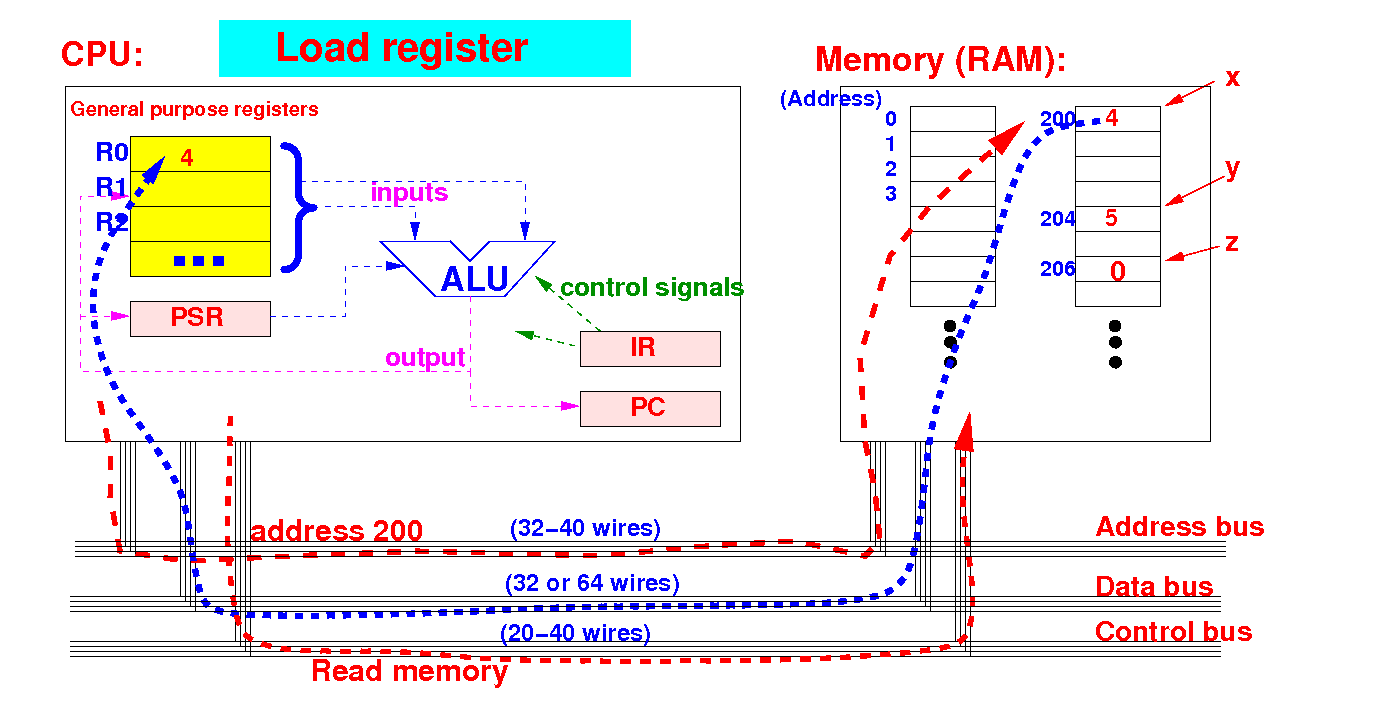 CPU:
Load register
Memory (RAM):
x
(Address)
General purpose registers
0
200
4
1
R0
4
2
y
R1
inputs
3
R2
204
5
z
206
0
ALU
control signals
PSR
IR
output
PC
address 200
(32−40 wires)
Address bus
(32 or 64 wires)
Data bus
(20−40 wires)
Control bus
Read memory